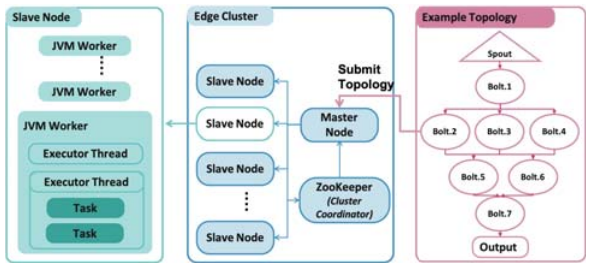 Slave Node
JVM Worker
JVM Worker
JVM Worker
Executor Thread
Executor Thread
Task
Task
Edge Cluster
Slave Node
Slave Node
Slave Node
Slave Node
Master
Node
ZooKeeper
(Cluster
Coordinator)
Submit
Topology
Example Topology
Spout
Bolt.1
Bolt.2
Bolt.3
Bolt.4
Bolt.5
Bolt.6
Bolt.7
Output